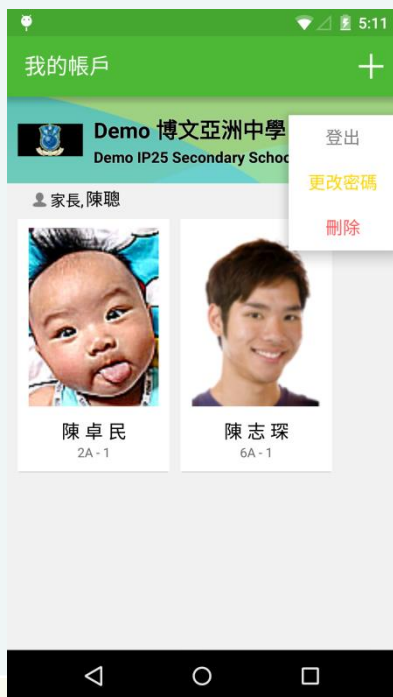 5:11
我的帳戶
Demo 博文亞洲中學
Demo IP25 Secondary Schoo
登出
更改密碼
刪除
家長,陳聰
陳卓民
2A - 1
陳志琛
6A - 1